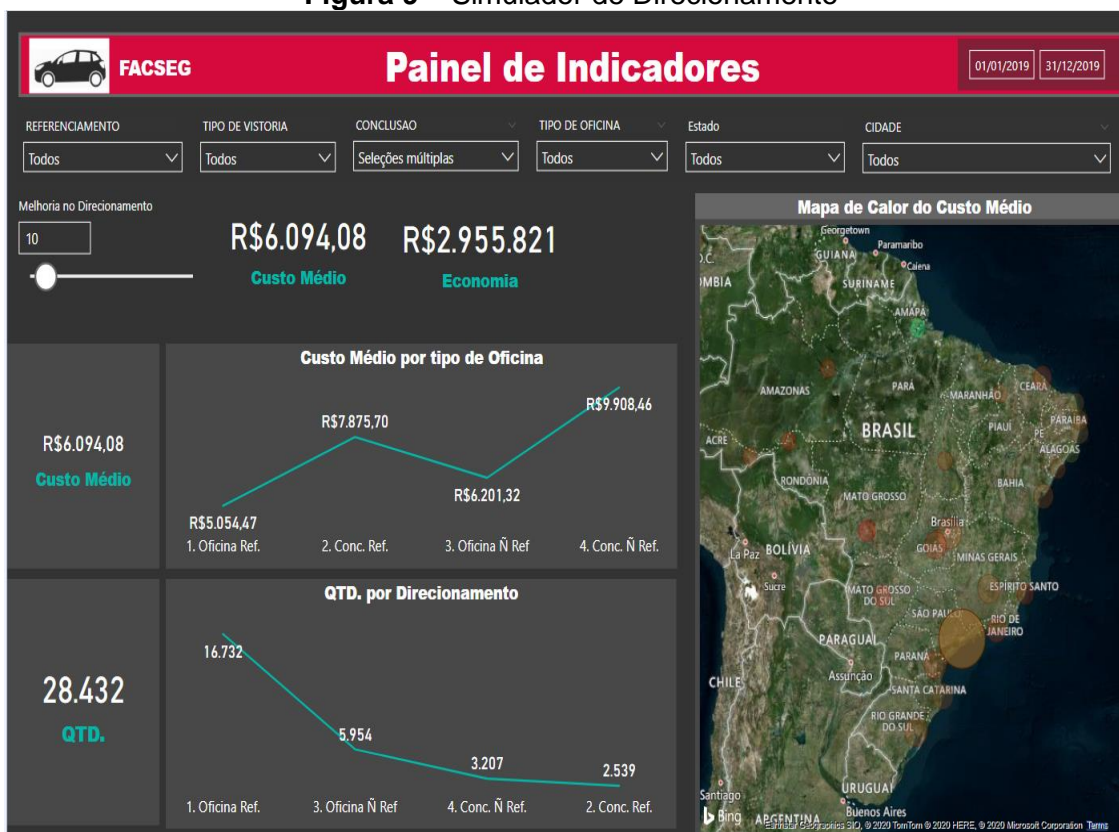 Figura 9 – Simulador de Direcionamento
FACSEG
Painel de Indicadores
01/01/2019
31/12/2019
REFERENCIAMENTO
TIPO DE VISTORIA
CONCLUSAO
TIPO DE OFICINA
Estado
CIDADE
Todos
Todos
Seleções múltiplas
Todos
Todos
Todos
Melhoria no Direcionamento
10
R$6.094,08
Custo Médio
R$2.955.821
Economia
R$6.094,08
Custo Médio
Custo Médio por tipo de Oficina
R$5.054,47
R$7.875,70
R$6.201,32
R$9.908,46
1. Oficina Ref.
2. Conc. Ref.
3. Oficina Ñ Ref
4. Conc. Ñ Ref.
28.432
QTD.
QTD. por Direcionamento
16.732
5.954
3.207
2.539
1. Oficina Ref.
3. Oficina Ñ Ref
4. Conc. Ñ Ref.
2. Conc. Ref.
Mapa de Calor do Custo Médio
Georgetown
Paramaribo
GUIANA
Caiena
SURINAME
MBIA
AMAPÁ
AMAZONAS
PARÁ
MARANHÃO
CEARÁ
PARAÍBA
PIAUÍ
PE
ALAGOAS
ACRE
BRASIL
RONDÔNIA
BAHIA
MATO GROSSO
Brasília
La Paz
BOLÍVIA
GOIÁS
MINAS GERAIS
Sucre
MATO GROSSO
DO SUL
ESPÍRITO SANTO
SÃO PAULO
RIO DE
JANEIRO
PARAGUAI
PARANÁ
CHILE
Assunção
SANTA CATARINA
RIO GRANDE
DO SUL
Santiago
URUGUAI
Buenos Aires
ARGENTINA
Bing
© 2020 TomTom © 2020 HERE, © 2020 Microsoft Corporation Terms